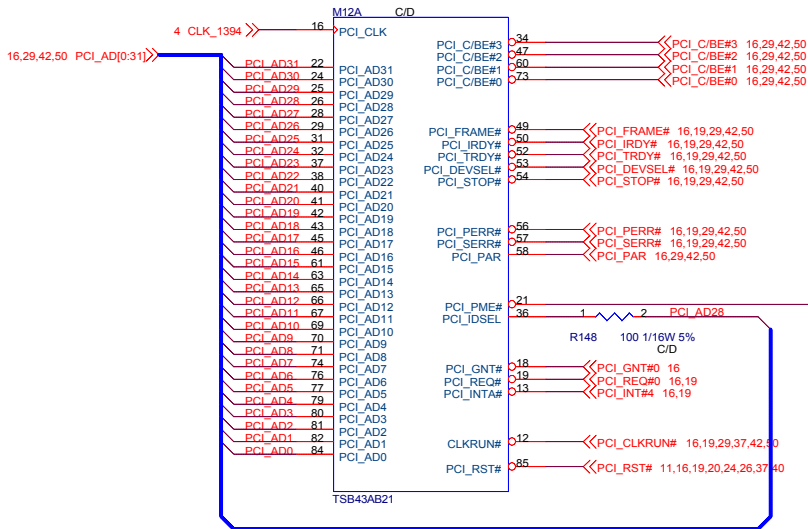 M12A C/D
4 CLK_1394 16 PCI_CLK
16,29,42,50 PCI_AD[0:31]
PCI_AD31 22 PCI_AD31
PCI_AD30 24 PCI_AD30
PCI_AD29 25 PCI_AD29
PCI_AD28 26 PCI_AD28
PCI_AD27 28 PCI_AD27
PCI_AD26 29 PCI_AD26
PCI_AD25 31 PCI_AD25
PCI_AD24 32 PCI_AD24
PCI_AD23 37 PCI_AD23
PCI_AD22 38 PCI_AD22
PCI_AD21 40 PCI_AD21
PCI_AD20 41 PCI_AD20
PCI_AD19 42 PCI_AD19
PCI_AD18 43 PCI_AD18
PCI_AD17 45 PCI_AD17
PCI_AD16 46 PCI_AD16
PCI_AD15 61 PCI_AD15
PCI_AD14 63 PCI_AD14
PCI_AD13 65 PCI_AD13
PCI_AD12 66 PCI_AD12
PCI_AD11 67 PCI_AD11
PCI_AD10 69 PCI_AD10
PCI_AD9 70 PCI_AD9
PCI_AD8 71 PCI_AD8
PCI_AD7 74 PCI_AD7
PCI_AD6 76 PCI_AD6
PCI_AD5 77 PCI_AD5
PCI_AD4 79 PCI_AD4
PCI_AD3 80 PCI_AD3
PCI_AD2 81 PCI_AD2
PCI_AD1 82 PCI_AD1
PCI_AD0 84 PCI_AD0
PCI_C/BE#3 34 PCI_C/BE#3 16,29,42,50
PCI_C/BE#2 47 PCI_C/BE#2 16,29,42,50
PCI_C/BE#1 60 PCI_C/BE#1 16,29,42,50
PCI_C/BE#0 73 PCI_C/BE#0 16,29,42,50
PCI_FRAME# 49 PCI_FRAME# 16,19,29,42,50
PCI_IRDY# 50 PCI_IRDY# 16,19,29,42,50
PCI_TRDY# 52 PCI_TRDY# 16,19,29,42,50
PCI_DEVSEL# 53 PCI_DEVSEL# 16,19,29,42,50
PCI_STOP# 54 PCI_STOP# 16,19,29,42,50
PCI_PERR# 56 PCI_PERR# 16,19,29,42,50
PCI_SERR# 57 PCI_SERR# 16,19,29,42,50
PCI_PAR 58 PCI_PAR 16,29,42,50
PCI_PME# 21
PCI_IDSEL 36 1 2 PCI_AD28
R148 100 1/16W 5%
C/D
PCI_GNT# 18 PCI_GNT#0 16
PCI_REQ# 19 PCI_REQ#0 16,19
PCI_INTA# 13 PCI_INT#4 16,19
CLKRUN# 12 PCI_CLKRUN# 16,19,29,37,42,50
PCI_RST# 85 PCI_RST# 11,16,19,20,24,26,37,40
TSB43AB21